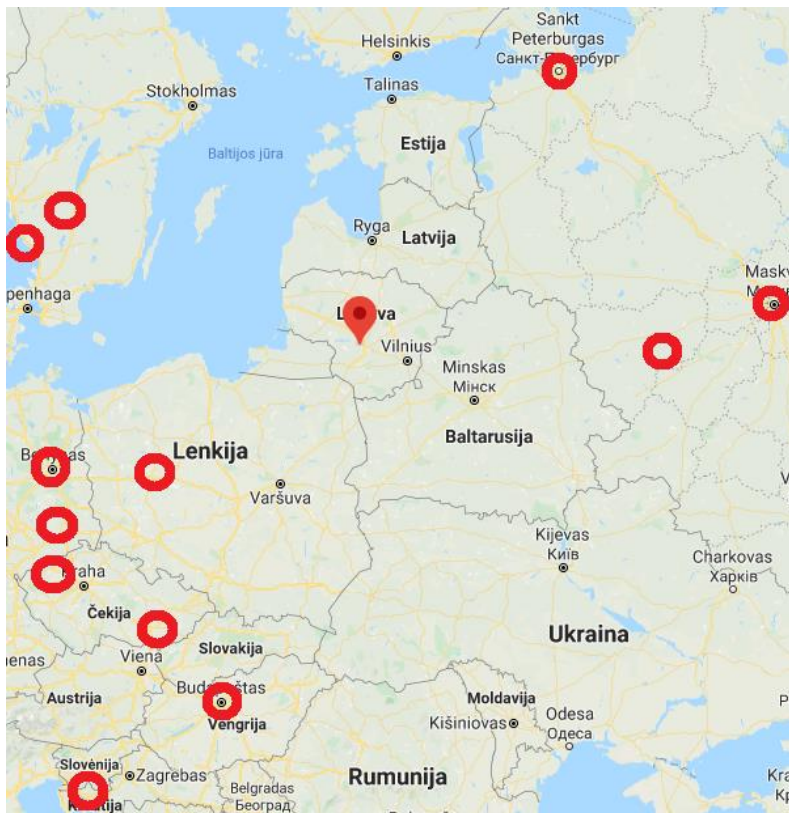 Sankt
Peterburgas
Санкт-Петербург
Helsinkis
Talinas
Stokholmas
Estija
Baltijos jūra
Ryga
Latvija
Vilnius
Minskas
Мінск
Baltarusija
Lenkija
Varšuva
Kijevas
Київ
Charkovas
Харків
Čekija
Slovakija
Ukraina
Viena
Austrija
Vengrija
Moldavija
Kišiniovas
Odesa
Одеса
Slovėnija
Zagrebas
Belgradas
Београд
Rumunija